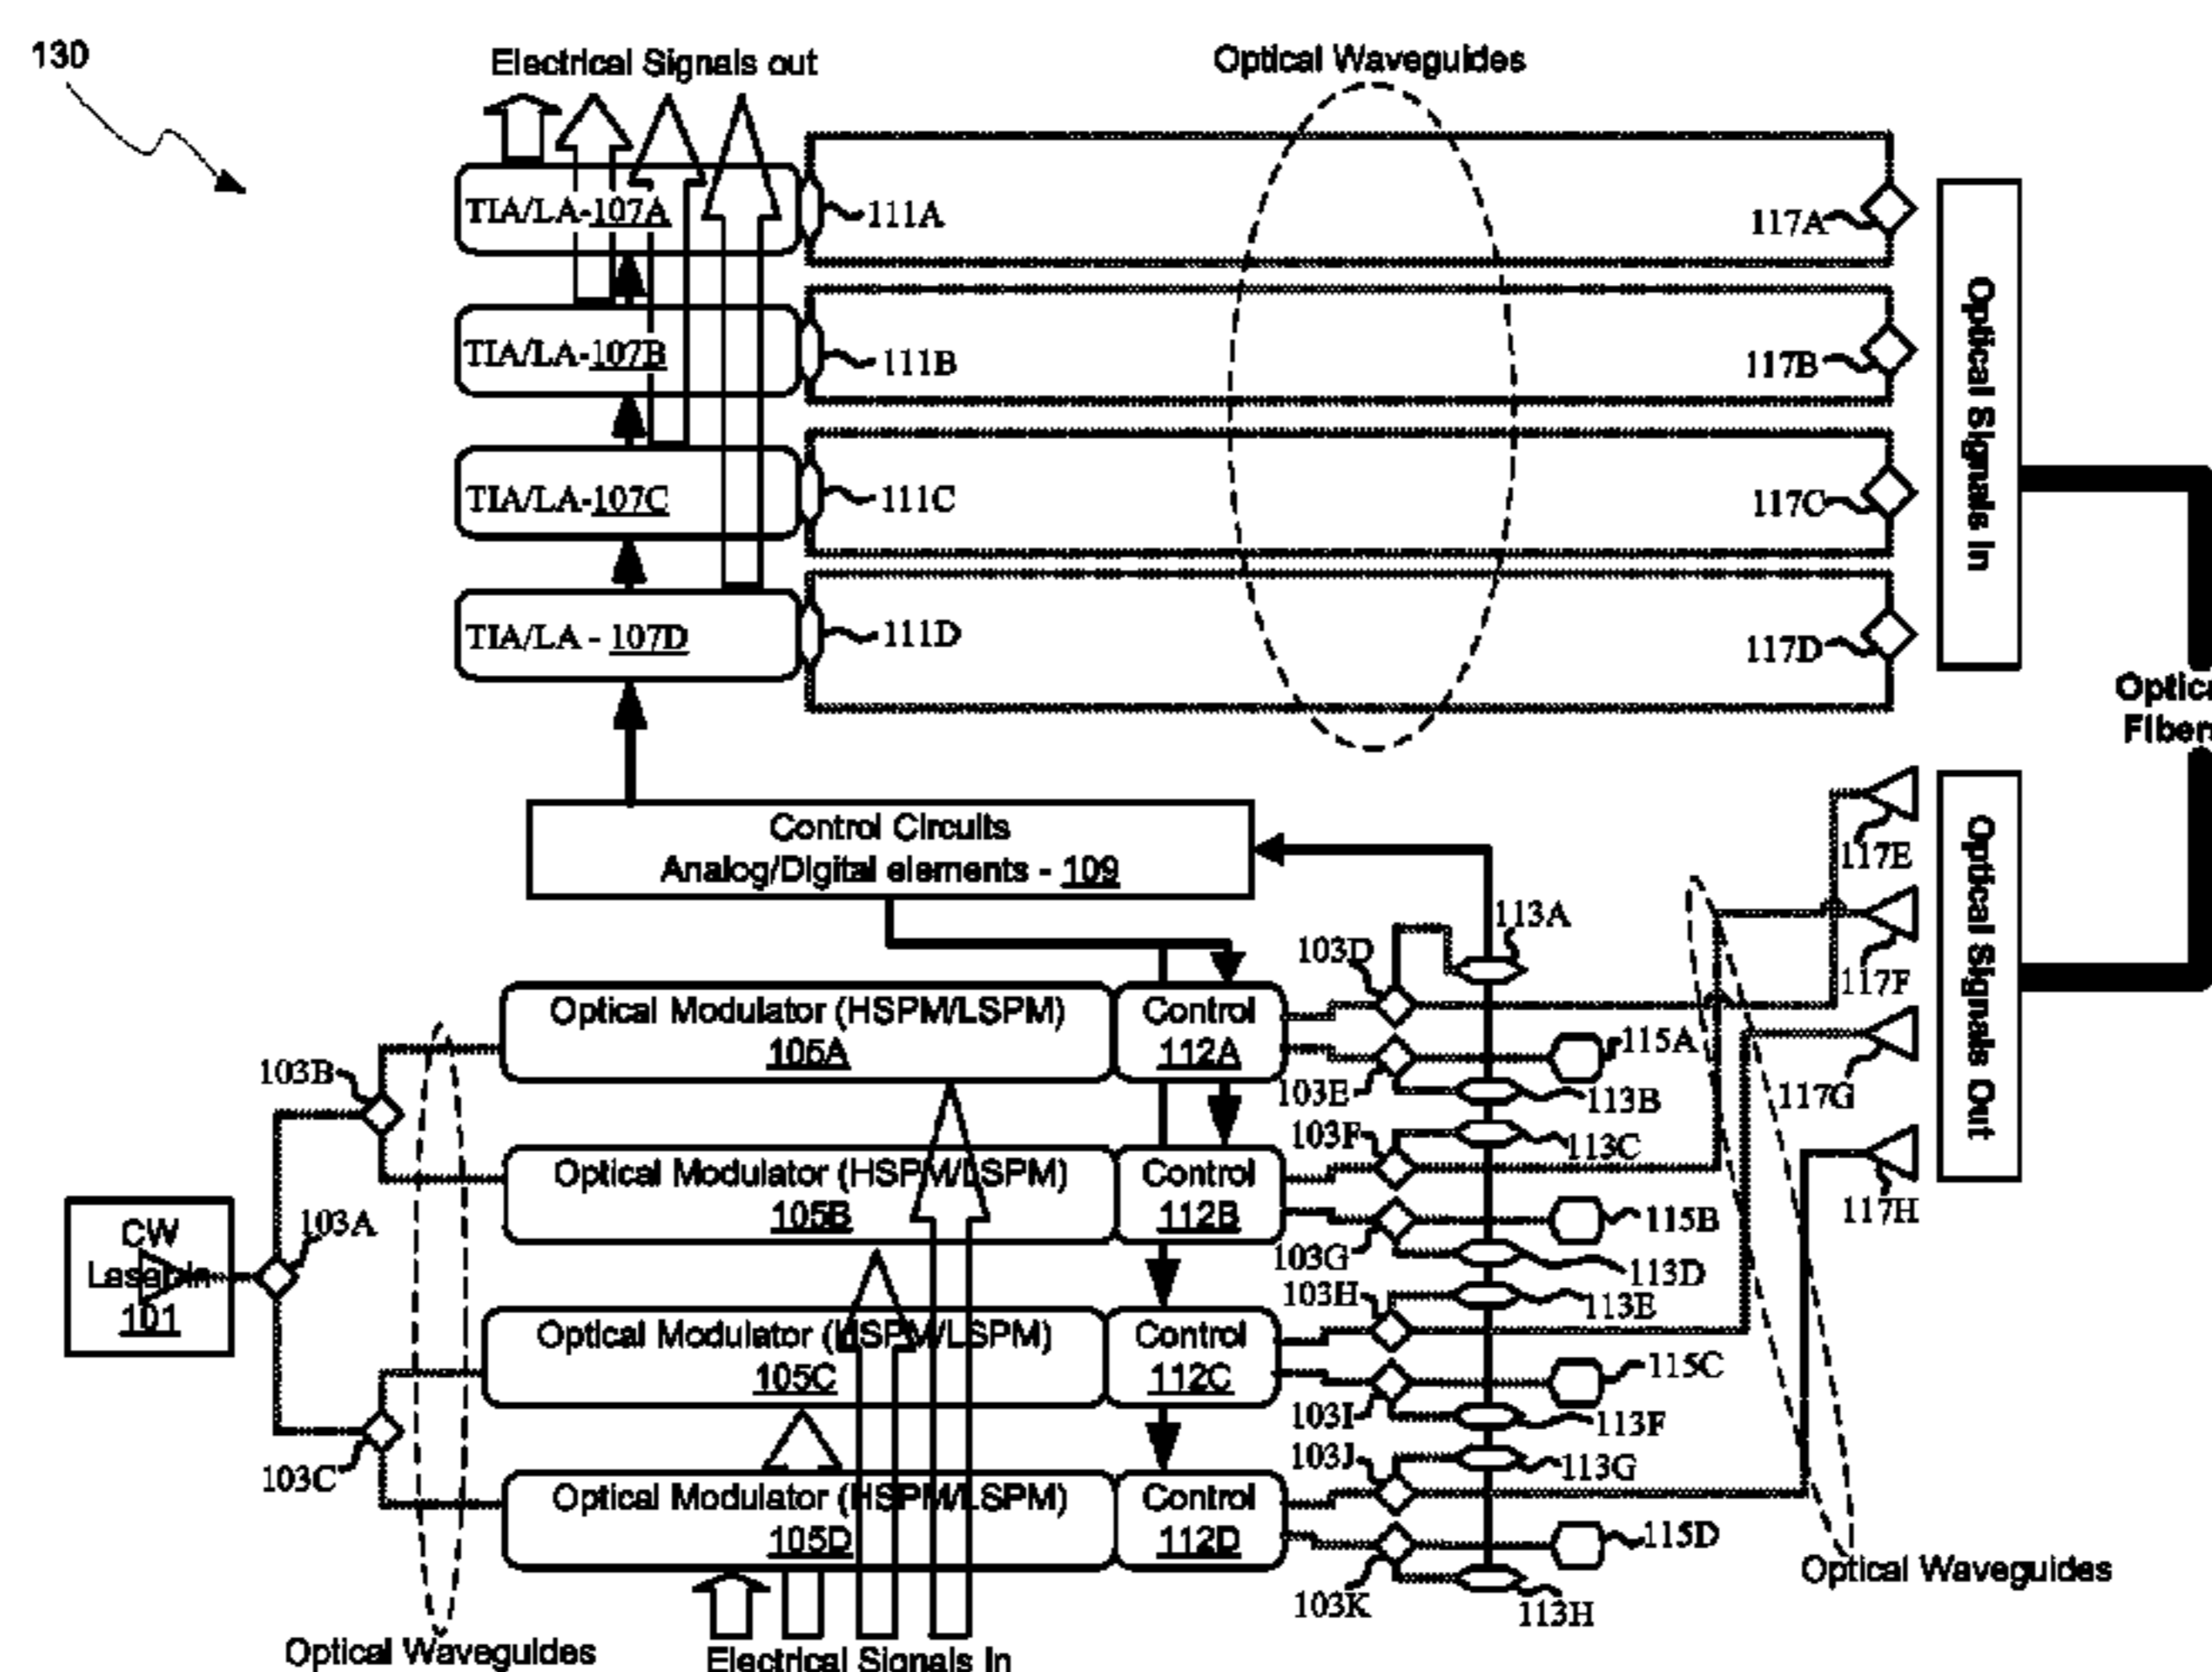 130
Electrical Signals out
Optical Waveguides
TIA/LA-107A
111A
117A
TIA/LA-107B
111B
117B
TIA/LA-107C
111C
117C
TIA/LA - 107D
111D
117D
Optical Signals In
Control Circuits
Analog/Digital elements - 109
117E
117F
117G
117H
Optical Signals Out
113A
103D
Optical Modulator (HSPM/LSPM)
105A
Control
112A
115A
103E
113B
103B
103F
113C
Optical Modulator (HSPM/LSPM)
105B
Control
112B
115B
103G
113D
CW
Laser In
101
103A
103H
113E
Optical Modulator (HSPM/LSPM)
105C
Control
112C
115C
103I
113F
103C
103J
113G
Optical Modulator (HSPM/LSPM)
105D
Control
112D
115D
103K
113H
Optical Waveguides
Optical Waveguides
Electrical Signals In